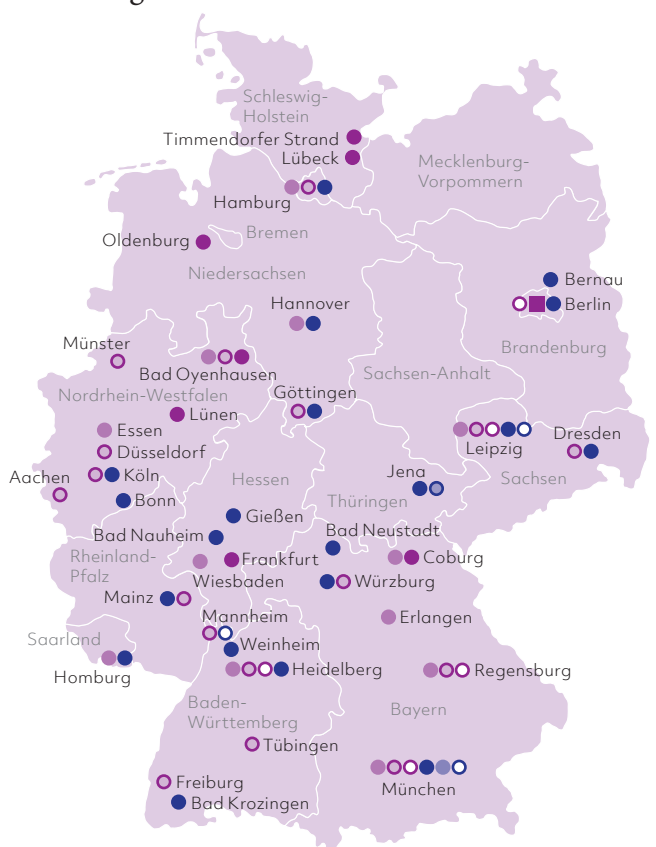 Schleswig-
Holstein
Timmendorfer Strand
Lübeck
Mecklenburg-
Vorpommern
Hamburg
Bremen
Oldenburg
Niedersachsen
Bernau
Hannover
Berlin
Münster
Brandenburg
Bad Oyenhausen
Sachsen-Anhalt
Göttingen
Nordrhein-Westfalen
Lünen
Essen
Dresden
Leipzig
Düsseldorf
Aachen
Köln
Hessen
Jena
Sachsen
Bonn
Thüringen
Gießen
Bad Neustadt
Bad Nauheim
Rheinland-
Pfalz
Frankfurt
Coburg
Wiesbaden
Würzburg
Mainz
Mannheim
Erlangen
Saarland
Weinheim
Homburg
Heidelberg
Regensburg
Baden-
Württemberg
Bayern
Tübingen
Freiburg
München
Bad Krozingen